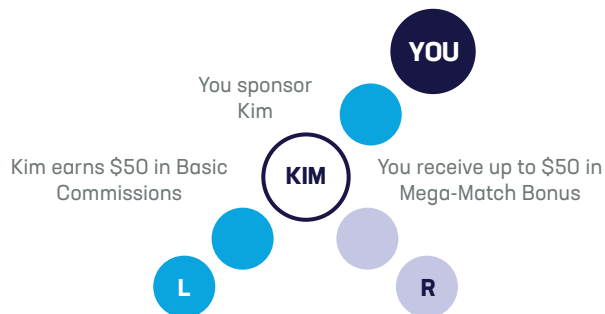 YOU
You sponsor
Kim
Kim earns $50 in Basic
Commissions
KIM
You receive up to $50 in
Mega-Match Bonus
L
R